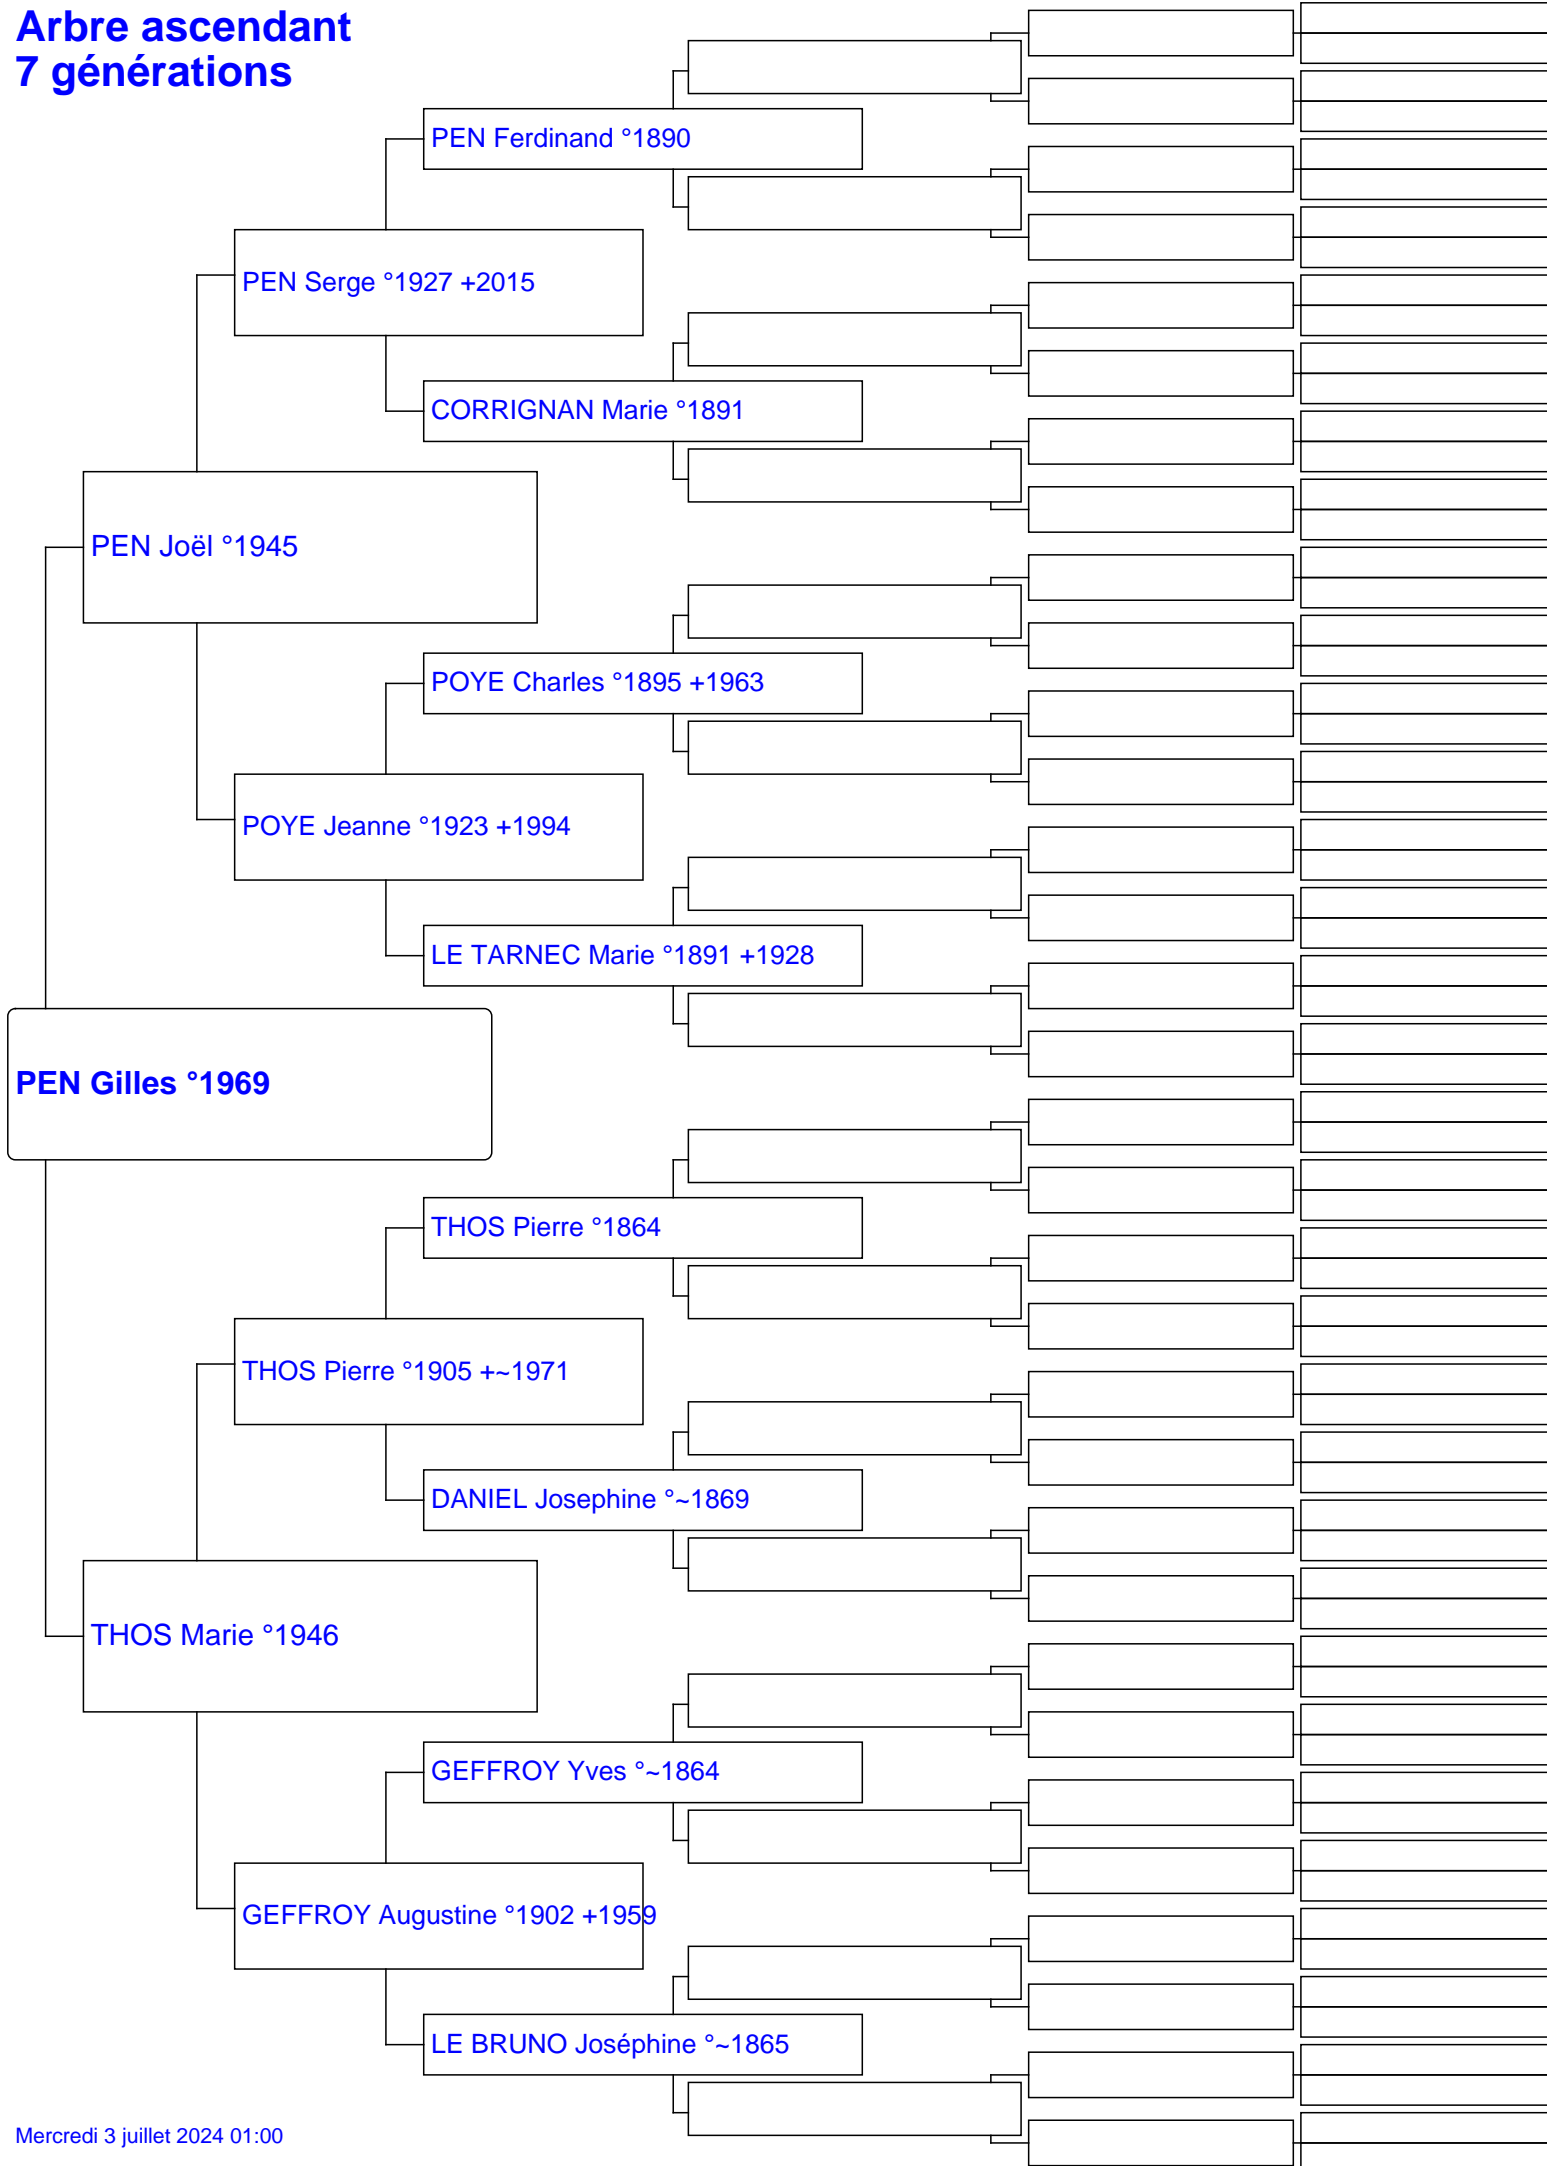 Arbre ascendant
7 générations
PEN Ferdinand °1890
PEN Serge °1927 +2015
CORRIGNAN Marie °1891
PEN Joël °1945
POYE Charles °1895 +1963
POYE Jeanne °1923 +1994
LE TARNEC Marie °1891 +1928
PEN Gilles °1969
THOS Pierre °1864
THOS Pierre °1905 +~1971
DANIEL Josephine °~1869
THOS Marie °1946
GEFFROY Yves °~1864
GEFFROY Augustine °1902 +1959
LE BRUNO Joséphine °~1865
Mercredi 3 juillet 2024 01:00